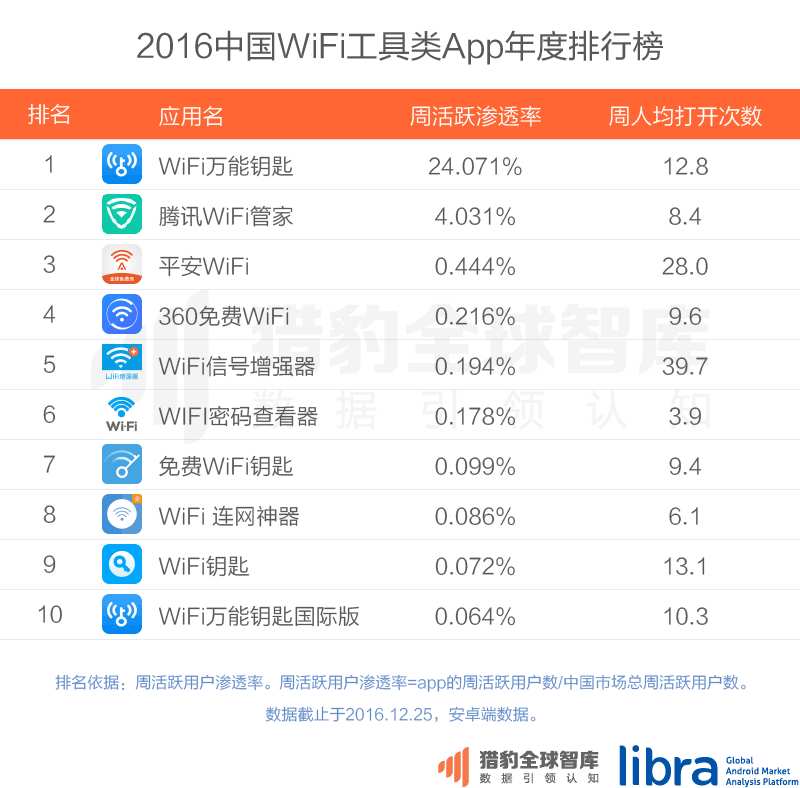 2016中国WiFi工具类App年度排行榜
排名 应用名 周活跃渗透率 周人均打开次数
1 WiFi万能钥匙 24.071% 12.8
2 腾讯WiFi管家 4.031% 8.4
3 平安WiFi 0.444% 28.0
4 360免费WiFi 0.216% 9.6
5 WiFi信号增强器 0.194% 39.7
6 WIFI密码查看器 0.178% 3.9
7 免费WiFi钥匙 0.099% 9.4
8 WiFi 连网神器 0.086% 6.1
9 WiFi钥匙 0.072% 13.1
10 WiFi万能钥匙国际版 0.064% 10.3
Wi-Fi
猎豹全球智库
数据引领认知
排名依据：周活跃用户渗透率。周活跃用户渗透率=app的周活跃用户数/中国市场总周活跃用户数。
数据截止于2016.12.25，安卓端数据。
猎豹全球智库
数据引领认知
libra
Global
Android Market
Analysis Platform